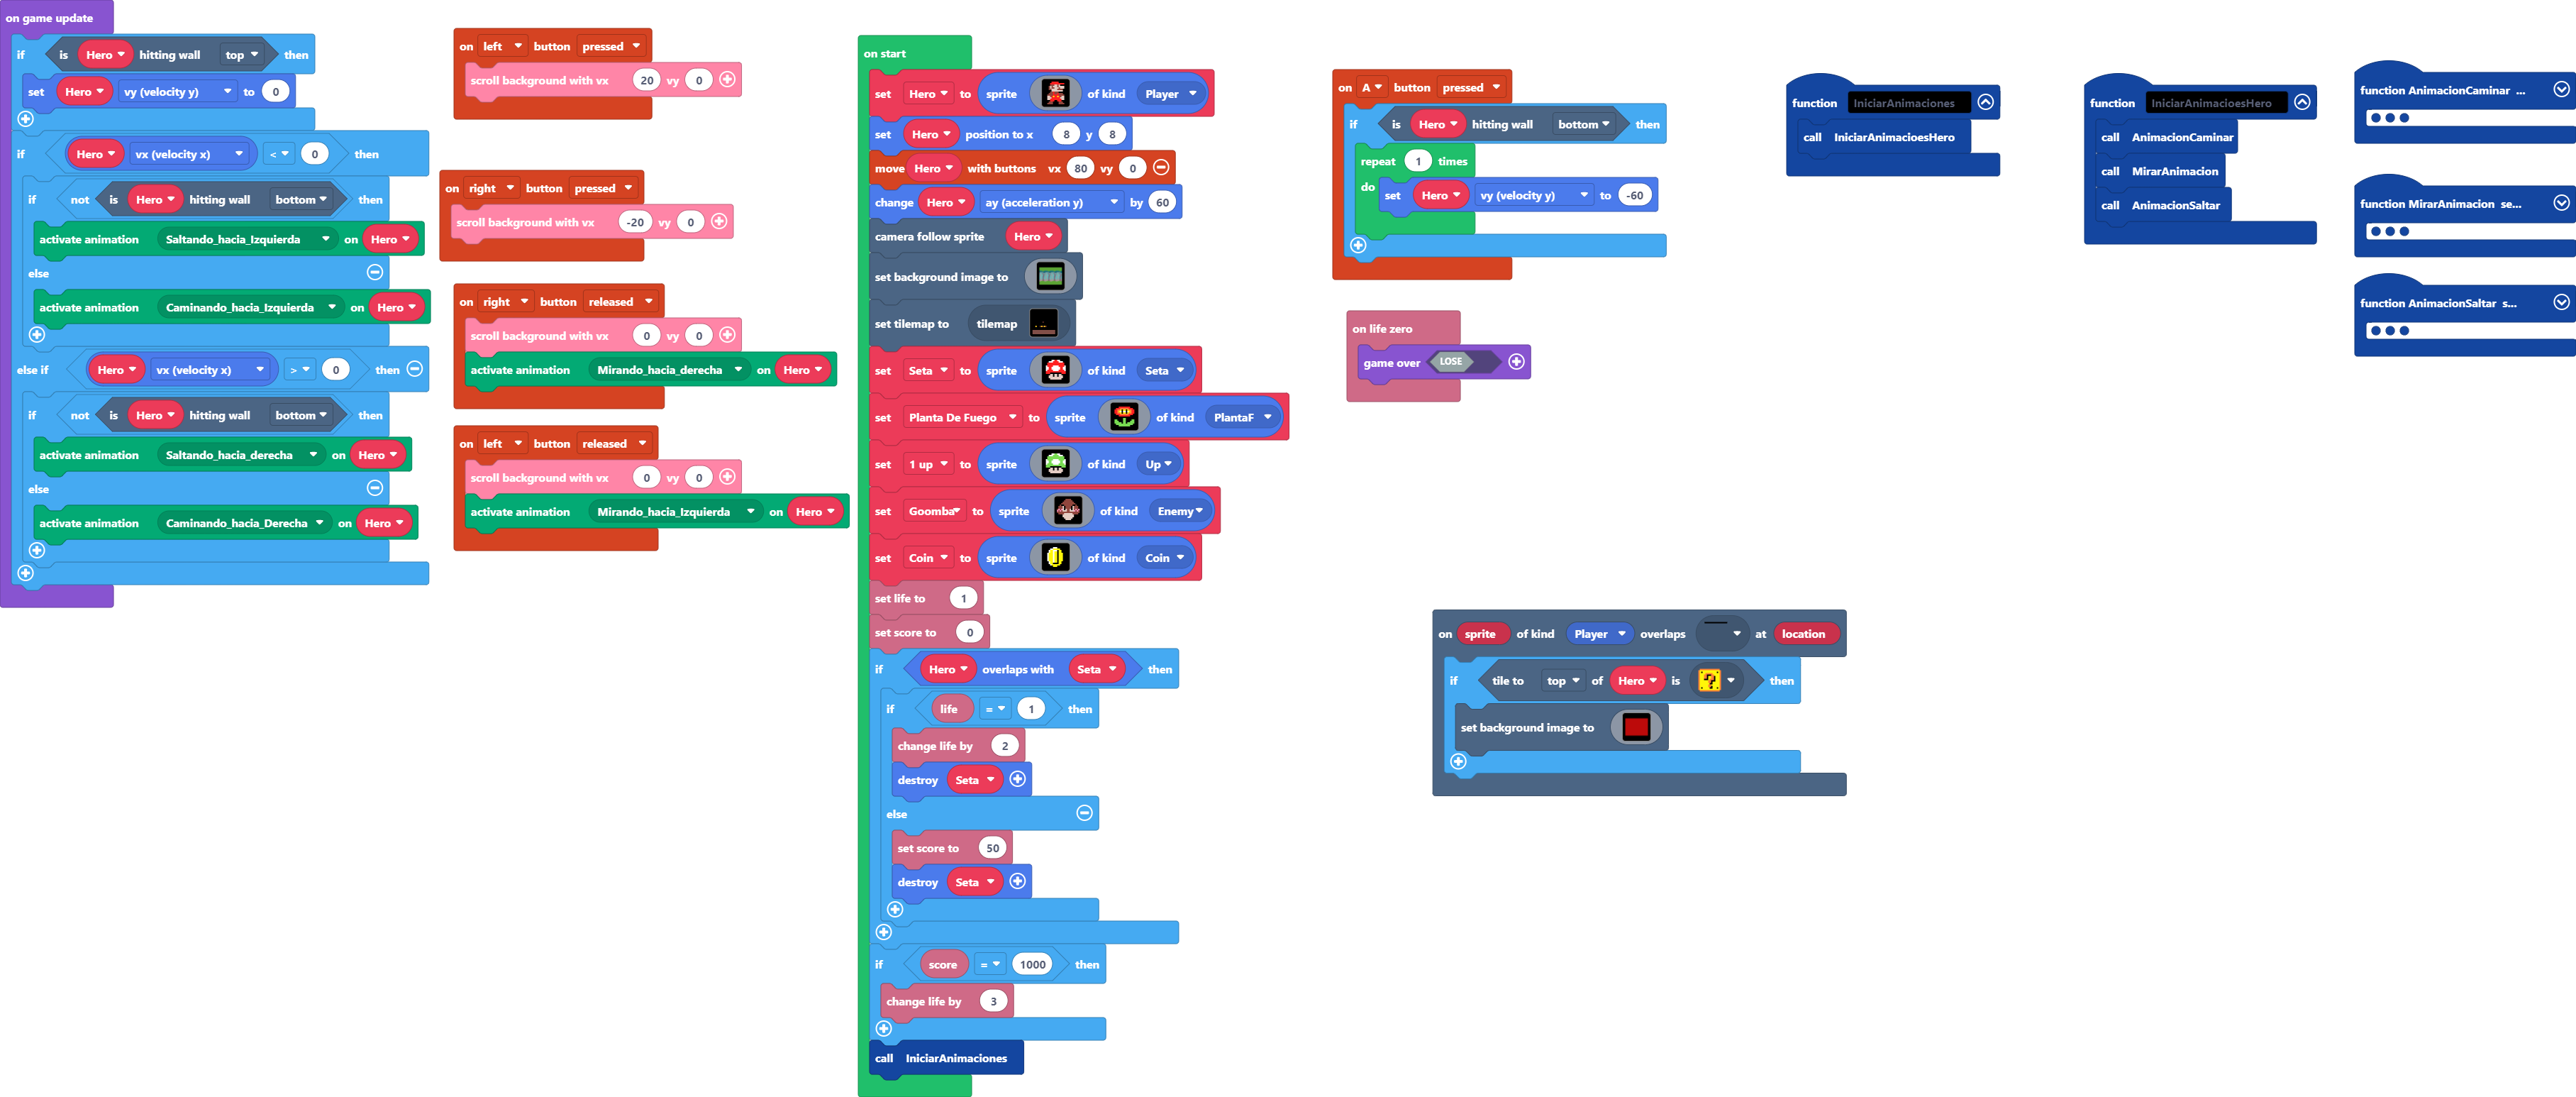 on game update
if is Hero hitting wall top then
set Hero vy (velocity y) to 0
if Hero vx (velocity x) < 0 then
if not is Hero hitting wall bottom then
activate animation Saltando_hacia_Izquierda on Hero
else
activate animation Caminando_hacia_Izquierda on Hero
else if Hero vx (velocity x) > 0 then
if not is Hero hitting wall bottom then
activate animation Saltando_hacia_derecha on Hero
else
activate animation Caminando_hacia_Derecha on Hero
on left button pressed
scroll background with vx 20 vy 0
on right button pressed
scroll background with vx -20 vy 0
on right button released
scroll background with vx 0 vy 0
activate animation Mirando_hacia_derecha on Hero
on left button released
scroll background with vx 0 vy 0
activate animation Mirando_hacia_Izquierda on Hero
on start
set Hero to sprite of kind Player
set Hero position to x 8 y 8
move Hero with buttons vx 80 vy 0
change Hero ay (acceleration y) by 60
camera follow sprite Hero
set background image to
set tilemap to tilemap
set Seta to sprite of kind Seta
set Planta De Fuego to sprite of kind PlantaF
set 1 up to sprite of kind Up
set Goomba to sprite of kind Enemy
set Coin to sprite of kind Coin
set life to 1
set score to 0
if Hero overlaps with Seta then
if life = 1 then
change life by 2
destroy Seta
else
set score to 50
destroy Seta
if score = 1000 then
change life by 3
call IniciarAnimaciones
on A button pressed
if is Hero hitting wall bottom then
repeat 1 times
do set Hero vy (velocity y) to -60
on life zero
game over LOSE
on sprite of kind Player overlaps at location
if tile to top of Hero is ? then
set background image to
function IniciarAnimaciones
call IniciarAnimacioesHero
function IniciarAnimacioesHero
call AnimacionCaminar
call MirarAnimacion
call AnimacionSaltar
function AnimacionCaminar ...
function MirarAnimacion se...
function AnimacionSaltar s...